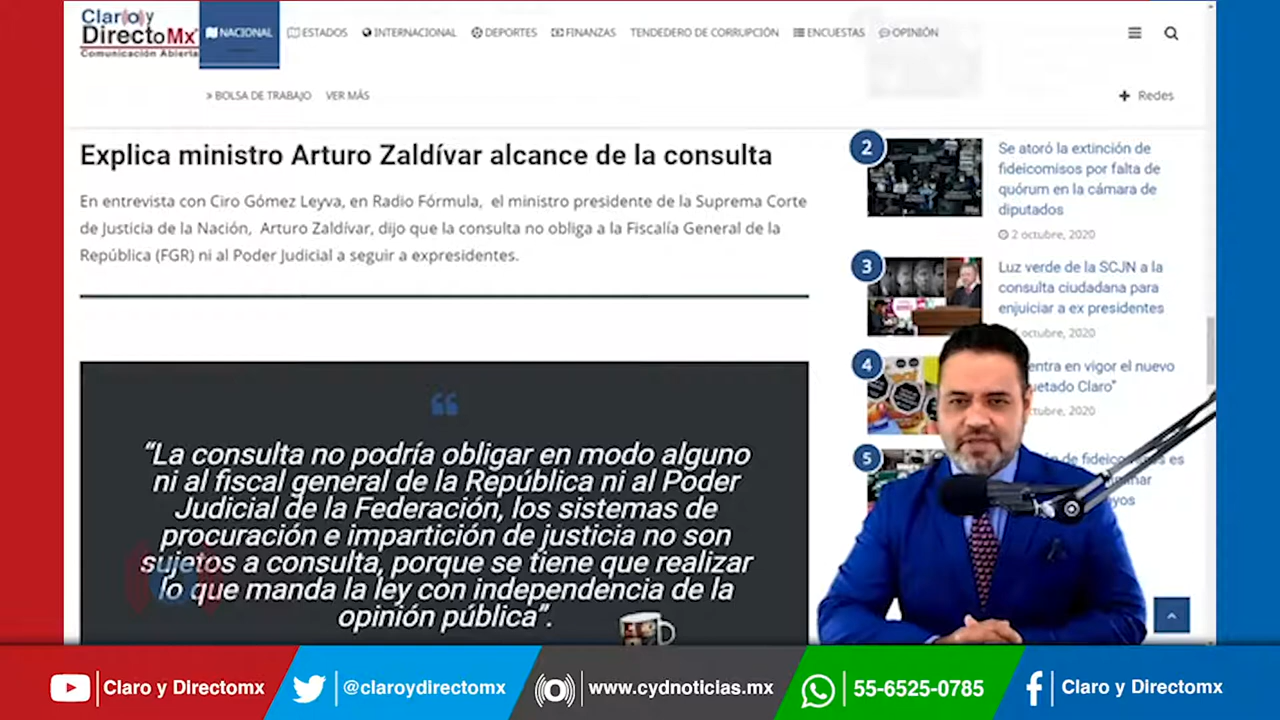 Claro y
DirectoMx
Comunicación Abierta
NACIONAL
ESTADOS
INTERNACIONAL
DEPORTES
FINANZAS
TENDEDERO DE CORRUPCIÓN
ENCUESTAS
OPINIÓN
» BOLSA DE TRABAJO
VER MÁS
+ Redes
Explica ministro Arturo Zaldívar alcance de la consulta
En entrevista con Ciro Gómez Leyva, en Radio Fórmula, el ministro presidente de la Suprema Corte
de Justicia de la Nación, Arturo Zaldívar, dijo que la consulta no obliga a la Fiscalía General de la
República (FGR) ni al Poder Judicial a seguir a expresidentes.
“La consulta no podría obligar en modo alguno
ni al fiscal general de la República ni al Poder
Judicial de la Federación, los sistemas de
procuración e impartición de justicia no son
sujetos a consulta, porque se tiene que realizar
lo que manda la ley con independencia de la
opinión pública”.
2
Se atoró la extinción de
fideicomisos por falta de
quórum en la cámara de
diputados
2 octubre, 2020
3
Luz verde de la SCJN a la
consulta ciudadana para
enjuiciar a ex presidentes
octubre, 2020
4
entra en vigor el nuevo
Claro”
2020
5
de
es
Claro y Directomx
@claroydirectomx
www.cydnoticias.mx
55-6525-0785
Claro y Directomx